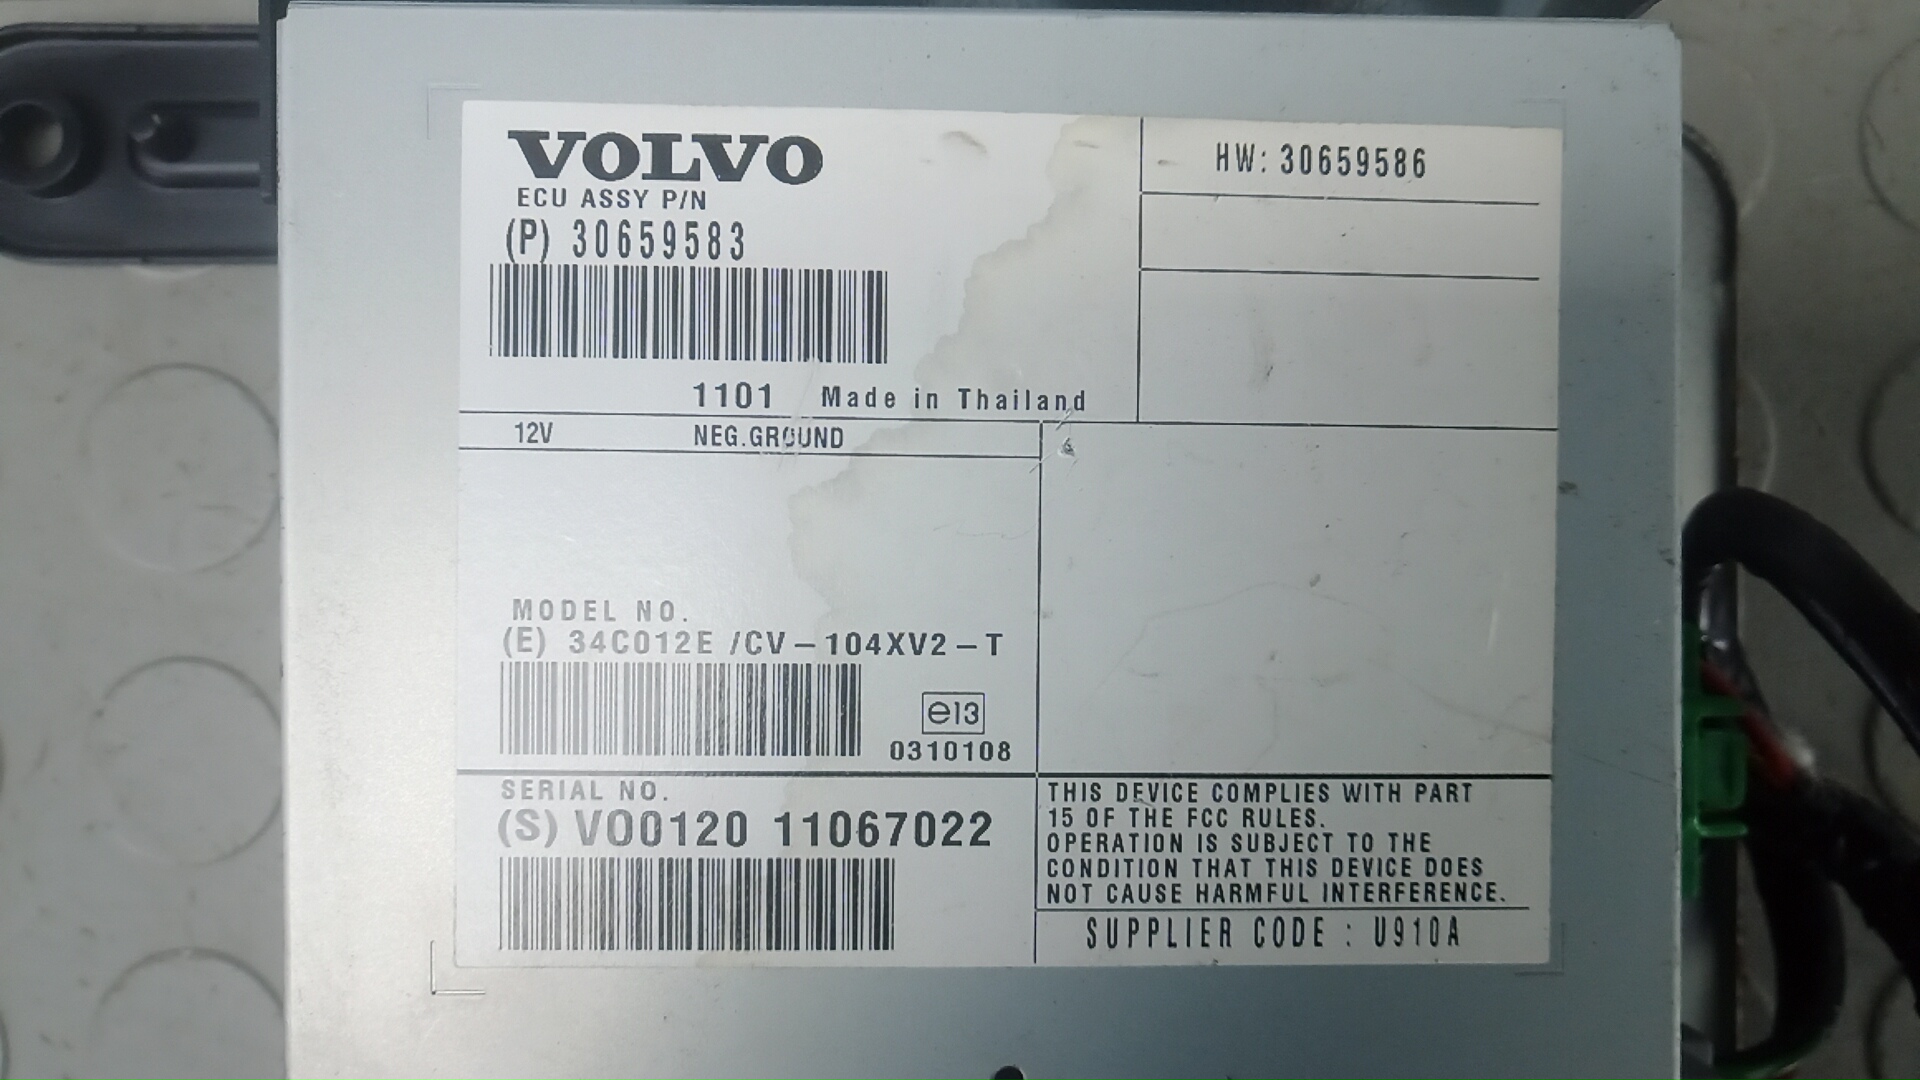 VOLVO
ECU ASSY P/N
(P) 30659583
1101 Made in Thailand
HW: 30659586
12V NEG.GROUND
MODEL NO.
(E) 34C012E /CV-104XV2-T
e13
0310108
SERIAL NO.
(S) VO0120 11067022
THIS DEVICE COMPLIES WITH PART
15 OF THE FCC RULES.
OPERATION IS SUBJECT TO THE
CONDITION THAT THIS DEVICE DOES
NOT CAUSE HARMFUL INTERFERENCE.
SUPPLIER CODE : U910A